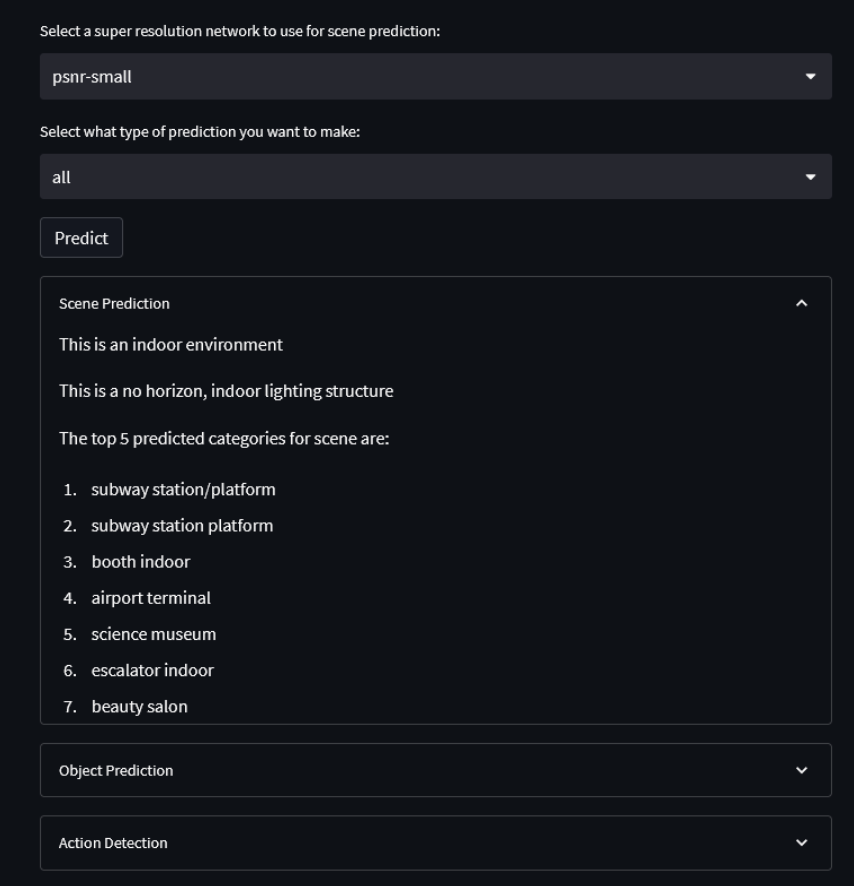 Select a super resolution network to use for scene prediction:
psnr-small
Select what type of prediction you want to make:
all
Predict
Scene Prediction
This is an indoor environment
This is a no horizon, indoor lighting structure
The top 5 predicted categories for scene are:
1. subway station/platform
2. subway station platform
3. booth indoor
4. airport terminal
5. science museum
6. escalator indoor
7. beauty salon
Object Prediction
Action Detection